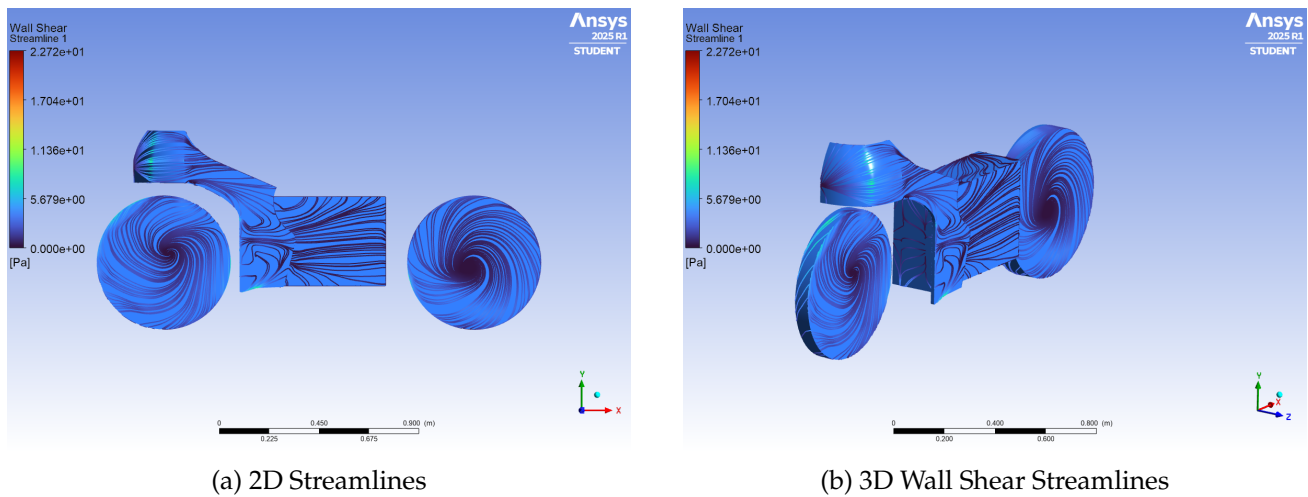 Ansys
2025 R1
STUDENT
Wall Shear
Streamline 1
2.272e+01
1.704e+01
1.136e+01
5.679e+00
0.000e+00
[Pa]
Y
X
0 0.450 0.900 (m)
0.225 0.675
(a) 2D Streamlines
Ansys
2025 R1
STUDENT
Wall Shear
Streamline 1
2.272e+01
1.704e+01
1.136e+01
5.679e+00
0.000e+00
[Pa]
Y
X
Z
0 0.400 0.800 (m)
0.200 0.600
(b) 3D Wall Shear Streamlines